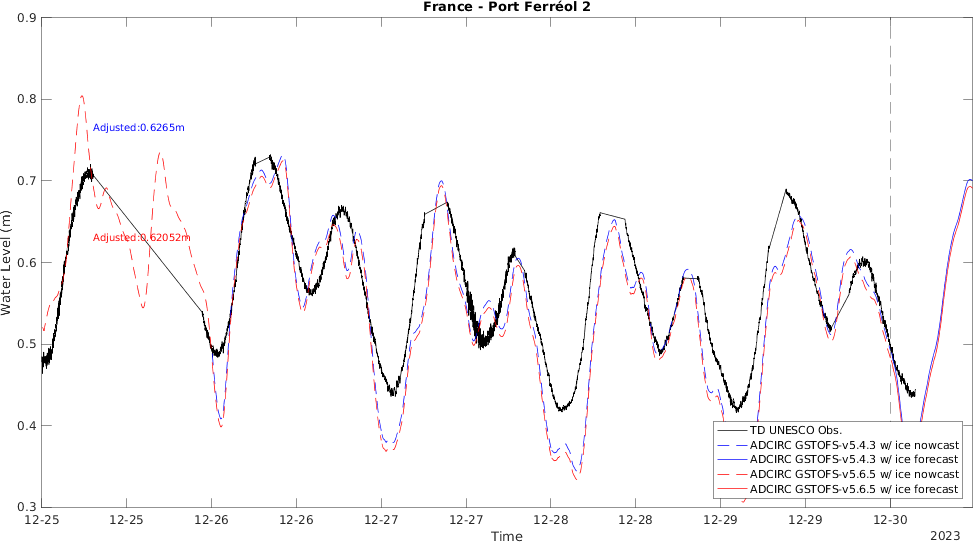 France - Port Ferréol 2
0.9
0.8
0.7
0.6
0.5
0.4
0.3
Water Level (m)
Adjusted:0.6265m
Adjusted:0.62052m
TD UNESCO Obs.
ADCIRC GSTOFS-v5.4.3 w/ ice nowcast
ADCIRC GSTOFS-v5.4.3 w/ ice forecast
ADCIRC GSTOFS-v5.6.5 w/ ice nowcast
ADCIRC GSTOFS-v5.6.5 w/ ice forecast
12-25 12-25 12-26 12-26 12-27 12-27 12-28 12-28 12-29 12-29 12-30
Time
2023